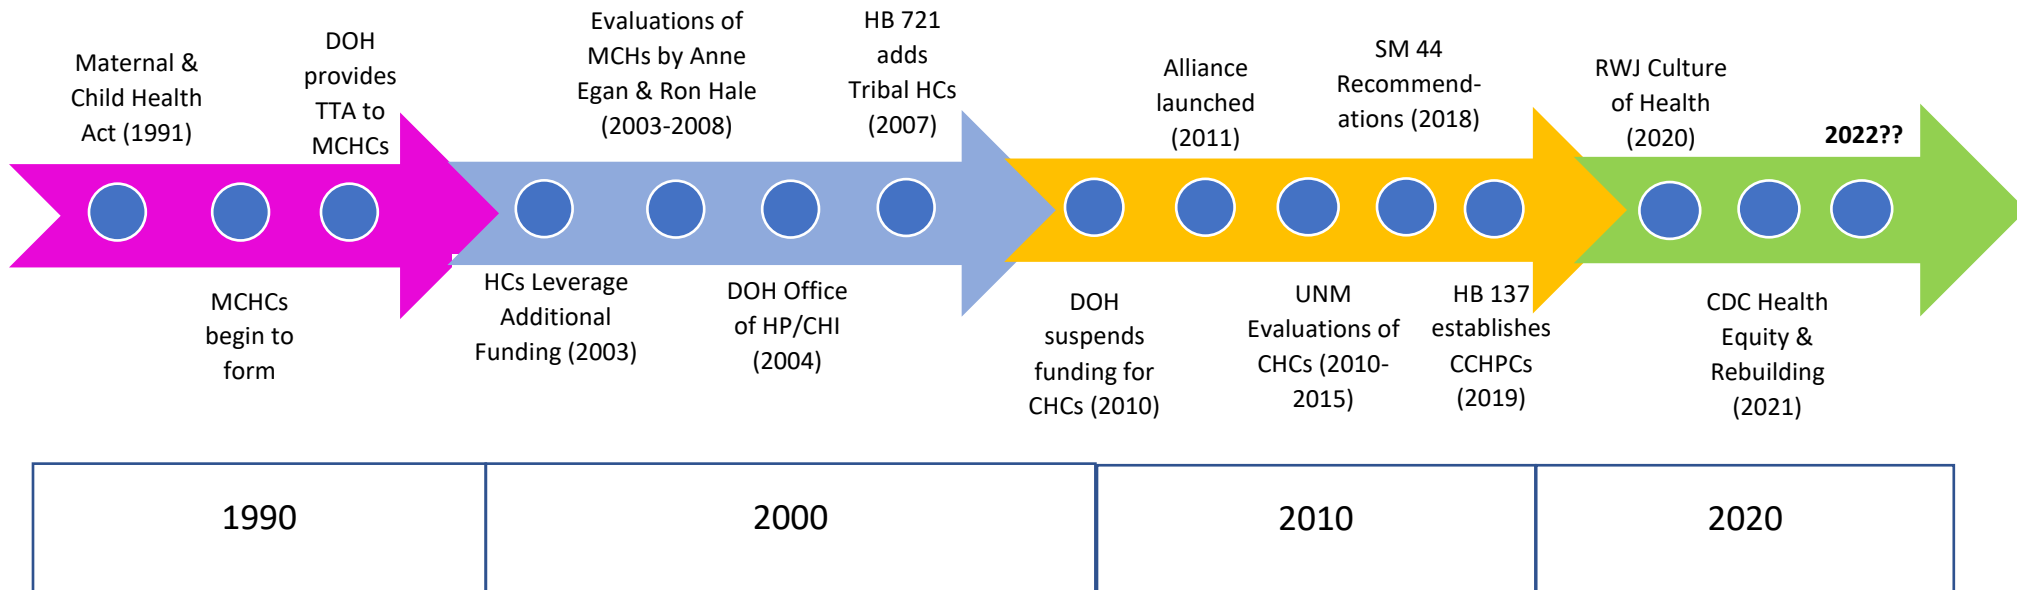 Maternal &
Child Health
Act (1991)
MCHCs
begin to
form
DOH
provides
TTA to
MCHCs
HCs Leverage
Additional
Funding (2003)
Evaluations of
MCHs by Anne
Egan & Ron Hale
(2003-2008)
DOH Office
of HP/CHI
(2004)
HB 721
adds
Tribal HCs
(2007)
DOH
suspends
funding for
CHCs (2010)
Alliance
launched
(2011)
UNM
Evaluations of
CHCs (2010-
2015)
SM 44
Recommend-
ations (2018)
HB 137
establishes
CCHPCs
(2019)
RWJ Culture
of Health
(2020)
CDC Health
Equity &
Rebuilding
(2021)
2022??
1990
2000
2010
2020